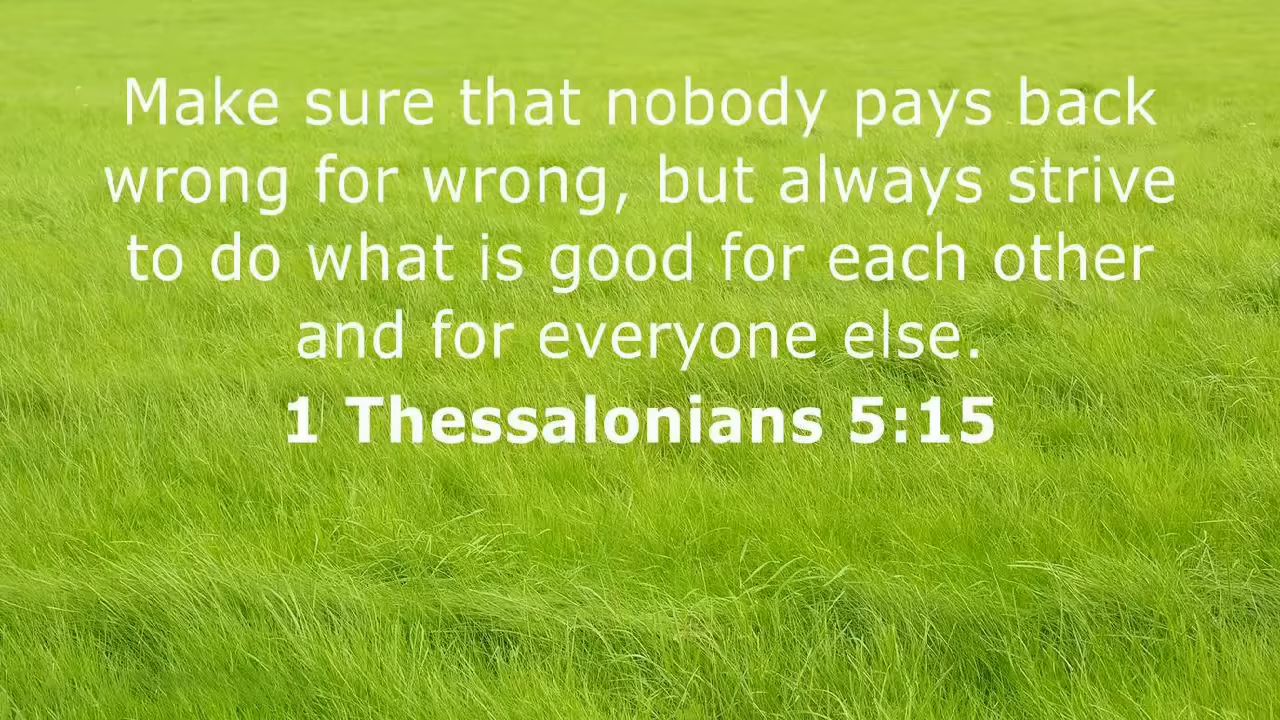 Make sure that nobody pays back
wrong for wrong, but always strive
to do what is good for each other
and for everyone else.
1 Thessalonians 5:15